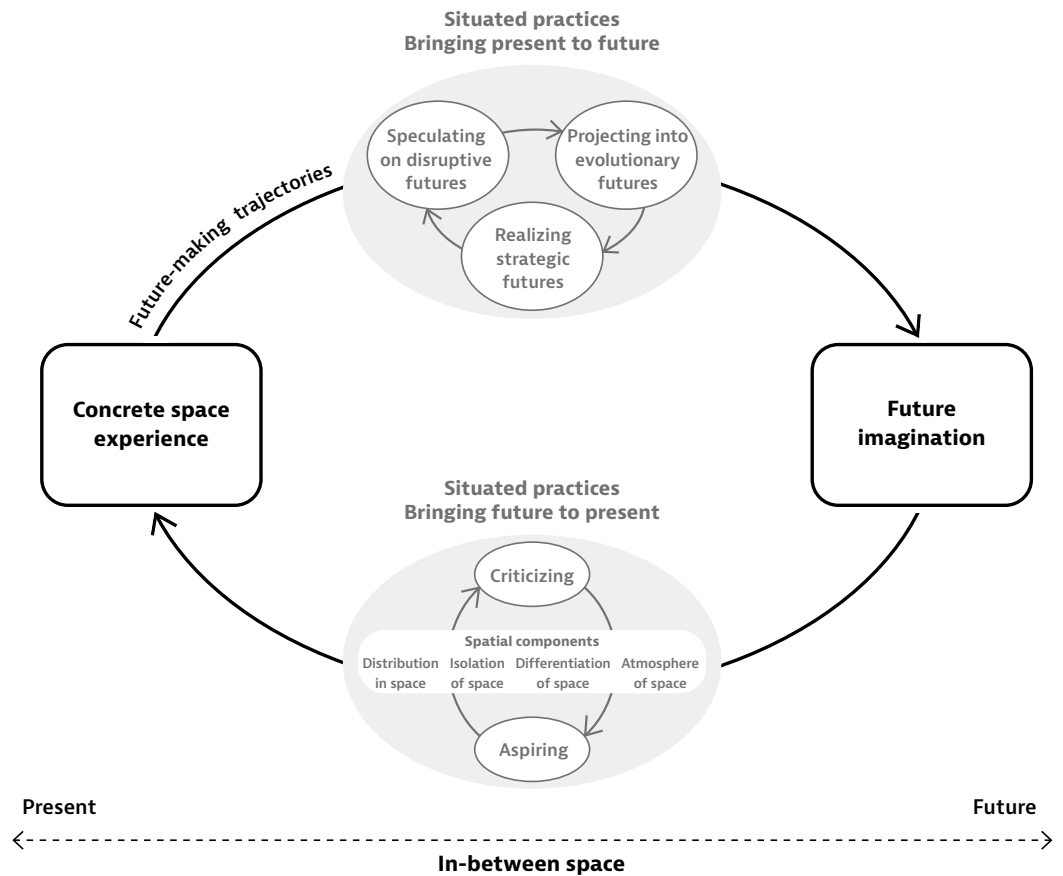 Situated practices
Bringing present to future
Speculating
on disruptive
futures
Projecting into
evolutionary
futures
Realizing
strategic
futures
Future-making trajectories
Concrete space
experience
Future
imagination
Situated practices
Bringing future to present
Criticizing
Spatial components
Distribution
in space
Isolation
of space
Differentiation
of space
Atmosphere
of space
Aspiring
Present
Future
In-between space